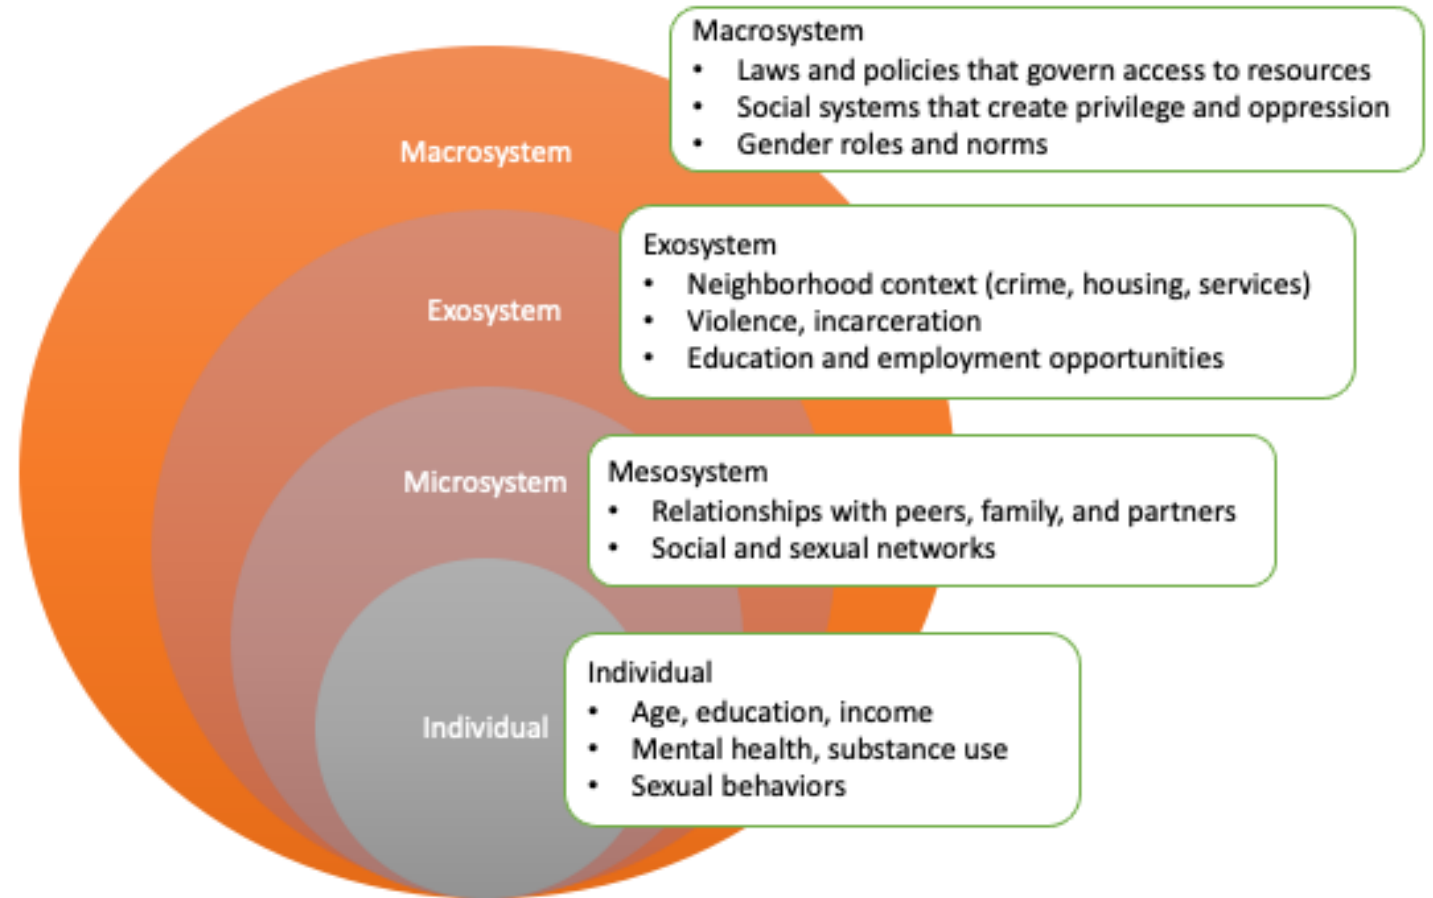 Macrosystem
• Laws and policies that govern access to resources
• Social systems that create privilege and oppression
• Gender roles and norms
Macrosystem
Exosystem
• Neighborhood context (crime, housing, services)
• Violence, incarceration
• Education and employment opportunities
Exosystem
Mesosystem
• Relationships with peers, family, and partners
• Social and sexual networks
Microsystem
Individual
• Age, education, income
• Mental health, substance use
• Sexual behaviors
Individual